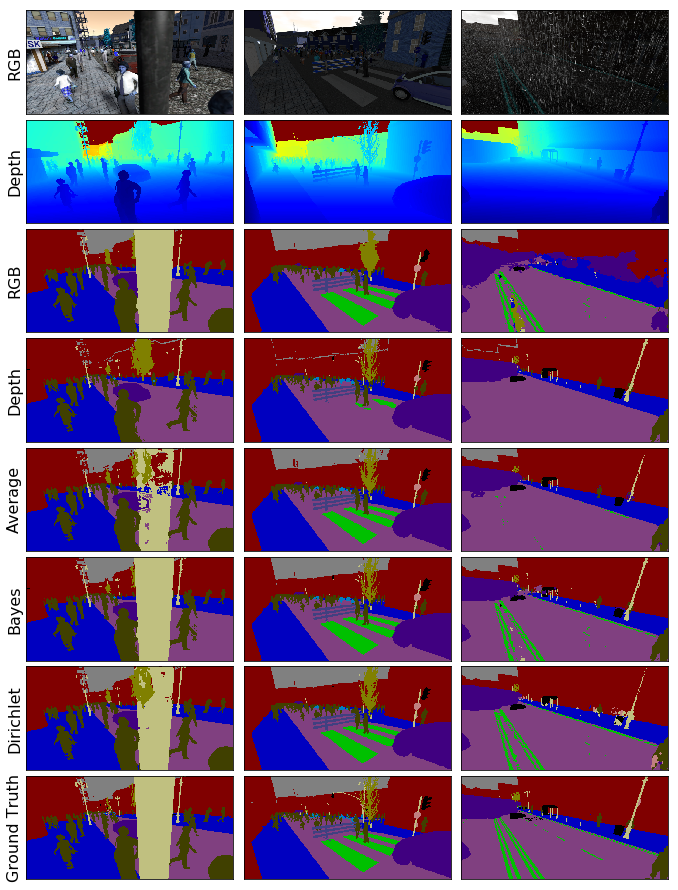 RGB
SK
Depth
RGB
Depth
Average
Bayes
Dirichlet
Ground Truth